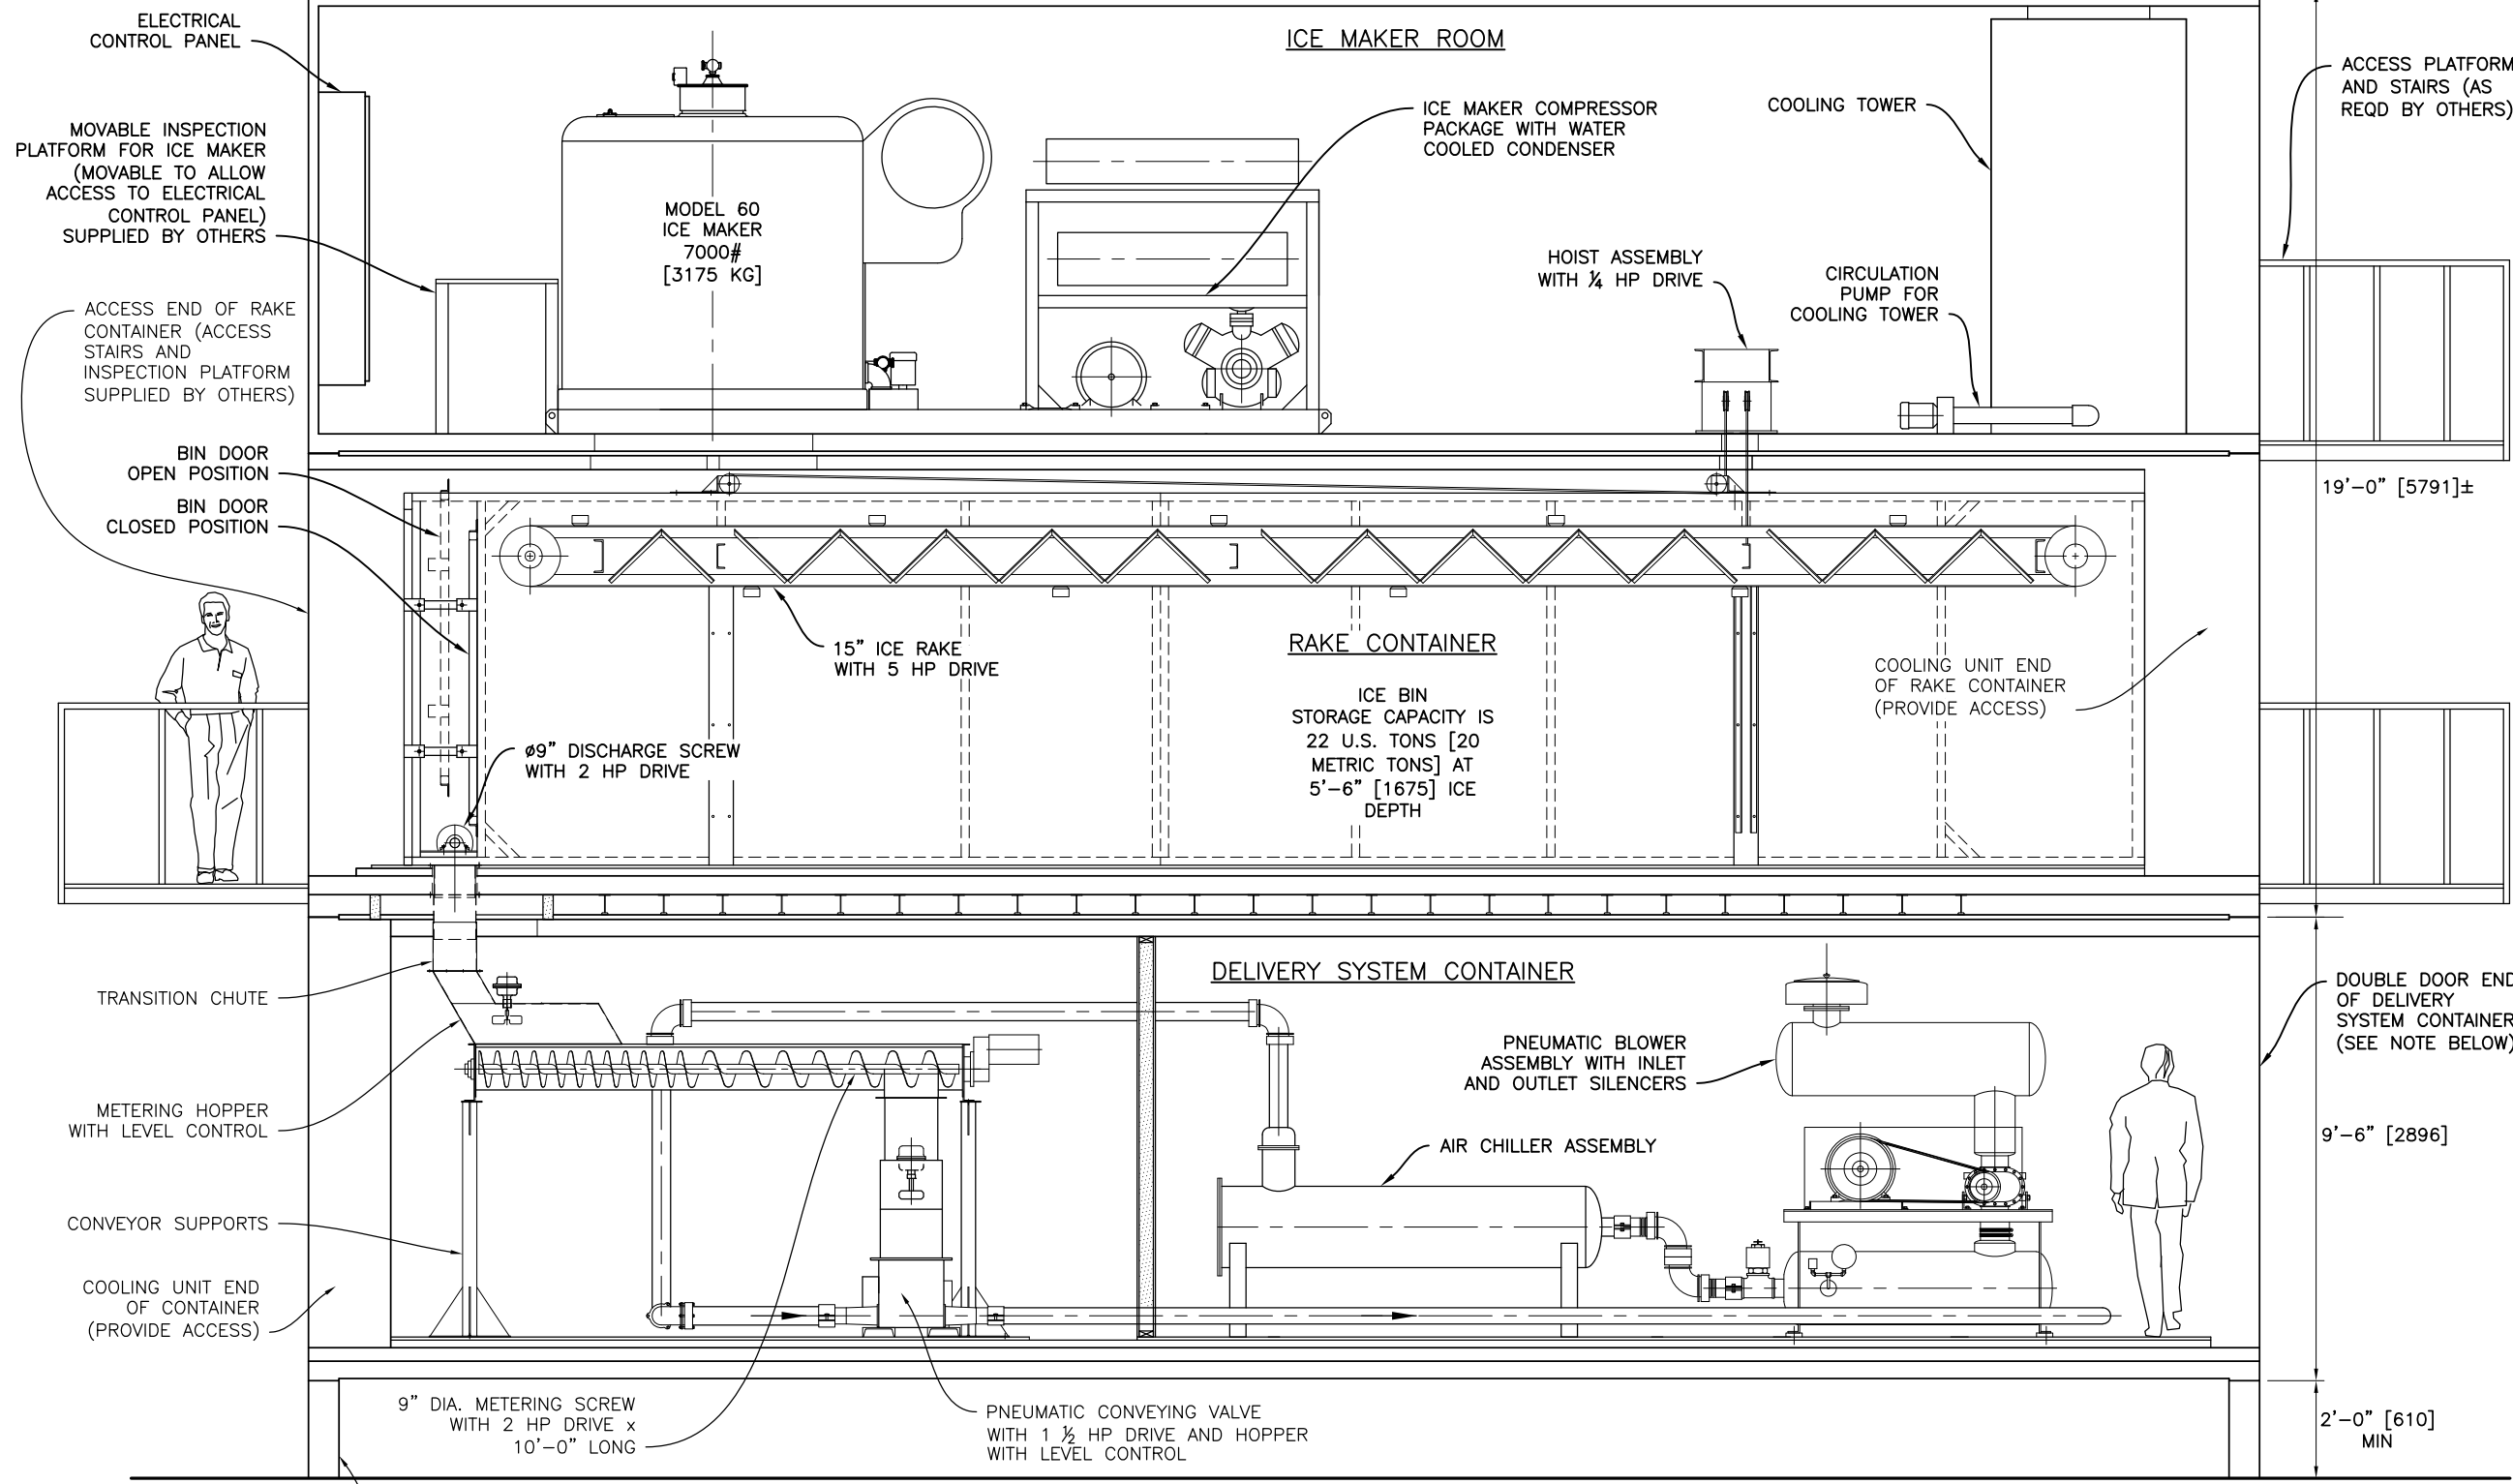 ELECTRICAL
CONTROL PANEL
ICE MAKER ROOM
ACCESS PLATFORM
AND STAIRS (AS
REQD BY OTHERS)
MOVABLE INSPECTION
PLATFORM FOR ICE MAKER
(MOVABLE TO ALLOW
ACCESS TO ELECTRICAL
CONTROL PANEL)
SUPPLIED BY OTHERS
ICE MAKER COMPRESSOR
PACKAGE WITH WATER
COOLED CONDENSER
COOLING TOWER
MODEL 60
ICE MAKER
7000#
[3175 KG]
HOIST ASSEMBLY
WITH ¼ HP DRIVE
CIRCULATION
PUMP FOR
COOLING TOWER
ACCESS END OF RAKE
CONTAINER (ACCESS
STAIRS AND
INSPECTION PLATFORM
SUPPLIED BY OTHERS)
BIN DOOR
OPEN POSITION
BIN DOOR
CLOSED POSITION
19'-0" [5791]±
15" ICE RAKE
WITH 5 HP DRIVE
RAKE CONTAINER
ICE BIN
STORAGE CAPACITY IS
22 U.S. TONS [20
METRIC TONS] AT
5'-6" [1675] ICE
DEPTH
COOLING UNIT END
OF RAKE CONTAINER
(PROVIDE ACCESS)
ø9" DISCHARGE SCREW
WITH 2 HP DRIVE
DELIVERY SYSTEM CONTAINER
TRANSITION CHUTE
DOUBLE DOOR END
OF DELIVERY
SYSTEM CONTAINER
(SEE NOTE BELOW)
PNEUMATIC BLOWER
ASSEMBLY WITH INLET
AND OUTLET SILENCERS
METERING HOPPER
WITH LEVEL CONTROL
9'-6" [2896]
AIR CHILLER ASSEMBLY
CONVEYOR SUPPORTS
COOLING UNIT END
OF CONTAINER
(PROVIDE ACCESS)
9" DIA. METERING SCREW
WITH 2 HP DRIVE x
10'-0" LONG
PNEUMATIC CONVEYING VALVE
WITH 1 ½ HP DRIVE AND HOPPER
WITH LEVEL CONTROL
2'-0" [610]
MIN